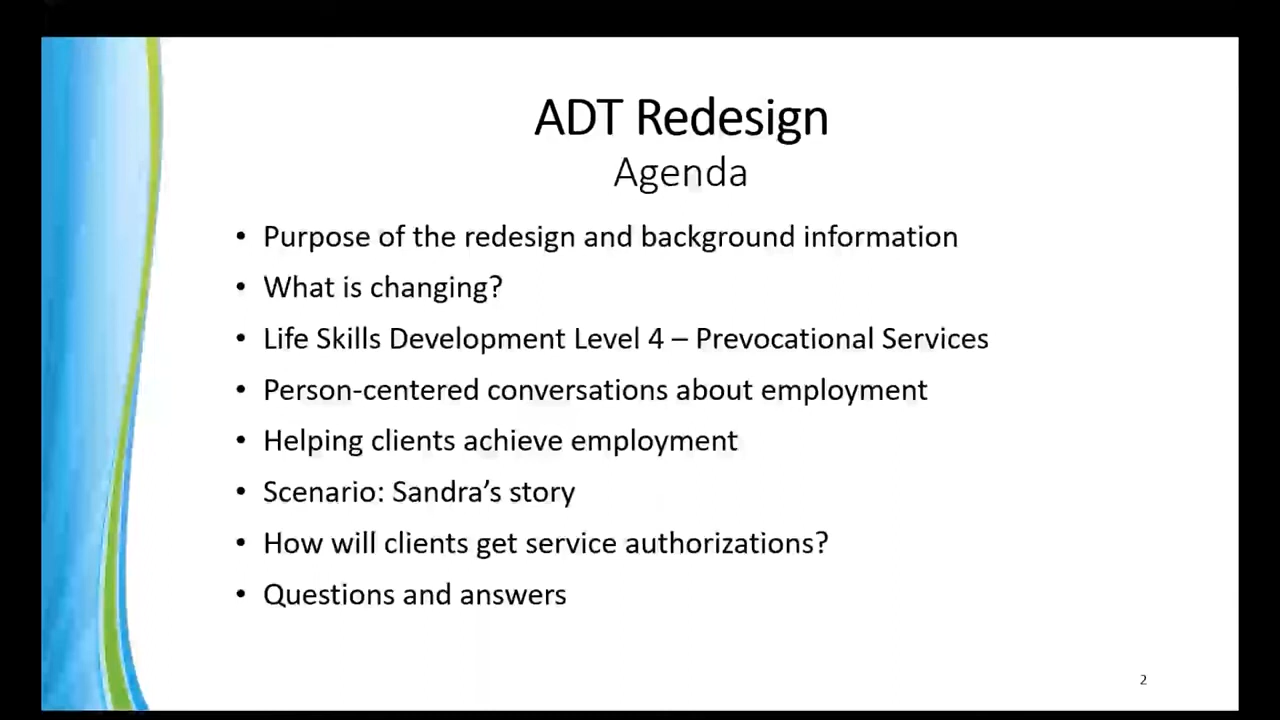 ADT Redesign
Agenda
• Purpose of the redesign and background information
• What is changing?
• Life Skills Development Level 4 – Prevocational Services
• Person-centered conversations about employment
• Helping clients achieve employment
• Scenario: Sandra’s story
• How will clients get service authorizations?
• Questions and answers
2